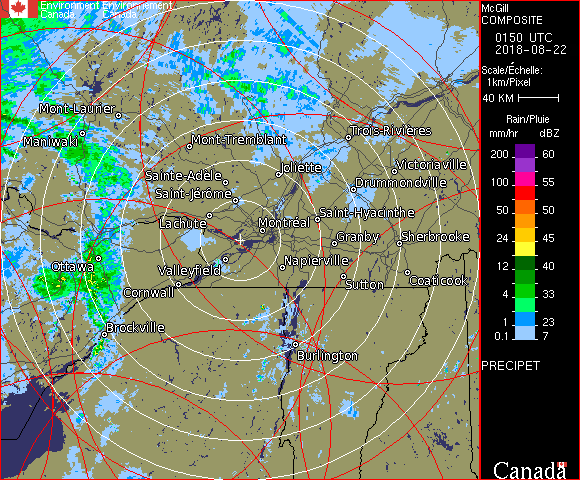 Environment Environnement
Canada Canada
McGill
COMPOSITE
0150 UTC
2018-08-22
Scale/Échelle:
1km/Pixel
40 KM
Rain/Pluie
mm/hr dBZ
200 60
100 55
50 50
24 45
12 40
4 33
1 23
0.1 7
PRECIPET
Canada
Mont-Laurier
Maniwaki
Mont-Tremblant
Trois-Rivières
Sainte-Adèle
Joliette
Victoriaville
Saint-Jérôme
Drummondville
Lachute
Montréal
Saint-Hyacinthe
Granby
Sherbrooke
Ottawa
Valleyfield
Napierville
Cornwall
Sutton
Coaticook
Brockville
Burlington